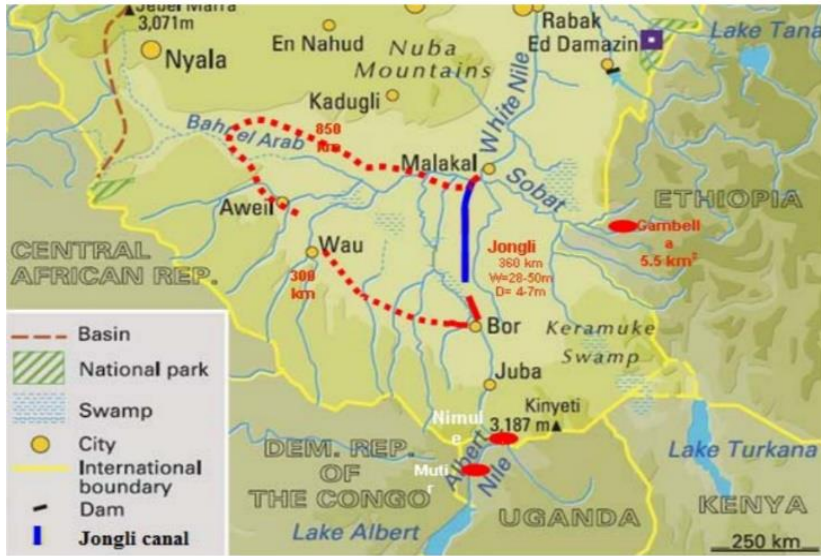 Jebel Marra
3,071m
Nyala
En Nahud
Nuba
Mountains
Kadugli
Rabak
Ed Damazin
Lake Tana
White Nile
Bahr el Arab
850
km
Malakal
Sobat
ETHIOPIA
Aweil
Gambell
a
5.5 km²
CENTRAL
AFRICAN REP.
Wau
300
km
Jongli
360 km
W=28-50m
D= 4-7m
Bor
Keramuke
Swamp
Juba
Kinyeti
3,187 m
Nimul
e
Albert
Nile
Muti
r
DEM. REP.
OF
THE CONGO
Lake Albert
UGANDA
Lake Turkana
KENYA
250 km
Basin
National park
Swamp
City
International
boundary
Dam
Jongli canal